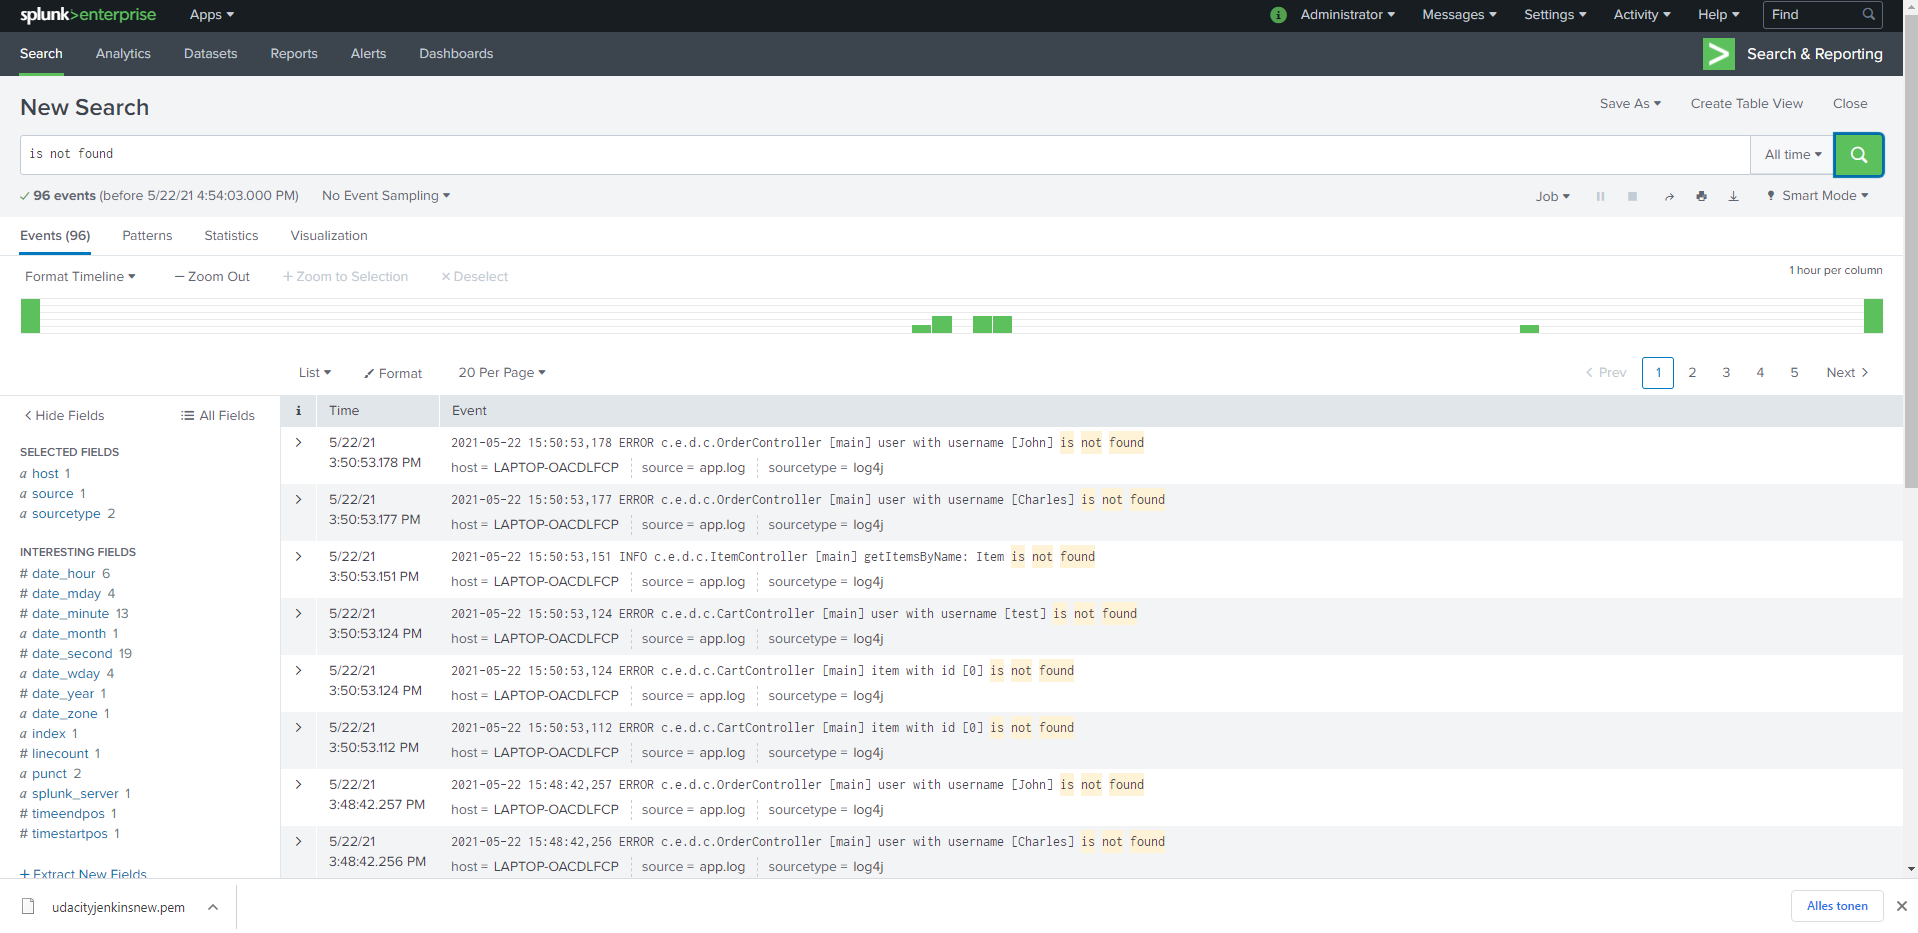 splunk>enterprise Apps Administrator Messages Settings Activity Help Find
Search Analytics Datasets Reports Alerts Dashboards Search & Reporting
New Search Save As Create Table View Close
is not found All time
96 events (before 5/22/21 4:54:03.000 PM) No Event Sampling Job Smart Mode
Events (96) Patterns Statistics Visualization
Format Timeline — Zoom Out + Zoom to Selection × Deselect 1 hour per column
List Format 20 Per Page < Prev 1 2 3 4 5 Next >
< Hide Fields All Fields
SELECTED FIELDS
a host 1
a source 1
a sourcetype 2
INTERESTING FIELDS
# date_hour 6
# date_mday 4
# date_minute 13
a date_month 1
# date_second 19
a date_wday 4
# date_year 1
a date_zone 1
a index 1
# linecount 1
a punct 2
a splunk_server 1
# timeendpos 1
# timestartpos 1
+ Extract New Fields
i Time Event
> 5/22/21 2021-05-22 15:50:53,178 ERROR c.e.d.c.OrderController [main] user with username [John] is not found
3:50:53.178 PM host = LAPTOP-OACDLFCP source = app.log sourcetype = log4j
> 5/22/21 2021-05-22 15:50:53,177 ERROR c.e.d.c.OrderController [main] user with username [Charles] is not found
3:50:53.177 PM host = LAPTOP-OACDLFCP source = app.log sourcetype = log4j
> 5/22/21 2021-05-22 15:50:53,151 INFO c.e.d.c.ItemController [main] getItemsByName: Item is not found
3:50:53.151 PM host = LAPTOP-OACDLFCP source = app.log sourcetype = log4j
> 5/22/21 2021-05-22 15:50:53,124 ERROR c.e.d.c.CartController [main] user with username [test] is not found
3:50:53.124 PM host = LAPTOP-OACDLFCP source = app.log sourcetype = log4j
> 5/22/21 2021-05-22 15:50:53,124 ERROR c.e.d.c.CartController [main] item with id [0] is not found
3:50:53.124 PM host = LAPTOP-OACDLFCP source = app.log sourcetype = log4j
> 5/22/21 2021-05-22 15:50:53,112 ERROR c.e.d.c.CartController [main] item with id [0] is not found
3:50:53.112 PM host = LAPTOP-OACDLFCP source = app.log sourcetype = log4j
> 5/22/21 2021-05-22 15:48:42,257 ERROR c.e.d.c.OrderController [main] user with username [John] is not found
3:48:42.257 PM host = LAPTOP-OACDLFCP source = app.log sourcetype = log4j
> 5/22/21 2021-05-22 15:48:42,256 ERROR c.e.d.c.OrderController [main] user with username [Charles] is not found
3:48:42.256 PM host = LAPTOP-OACDLFCP source = app.log sourcetype = log4j
udacityjenkinsnew.pem Alles tonen